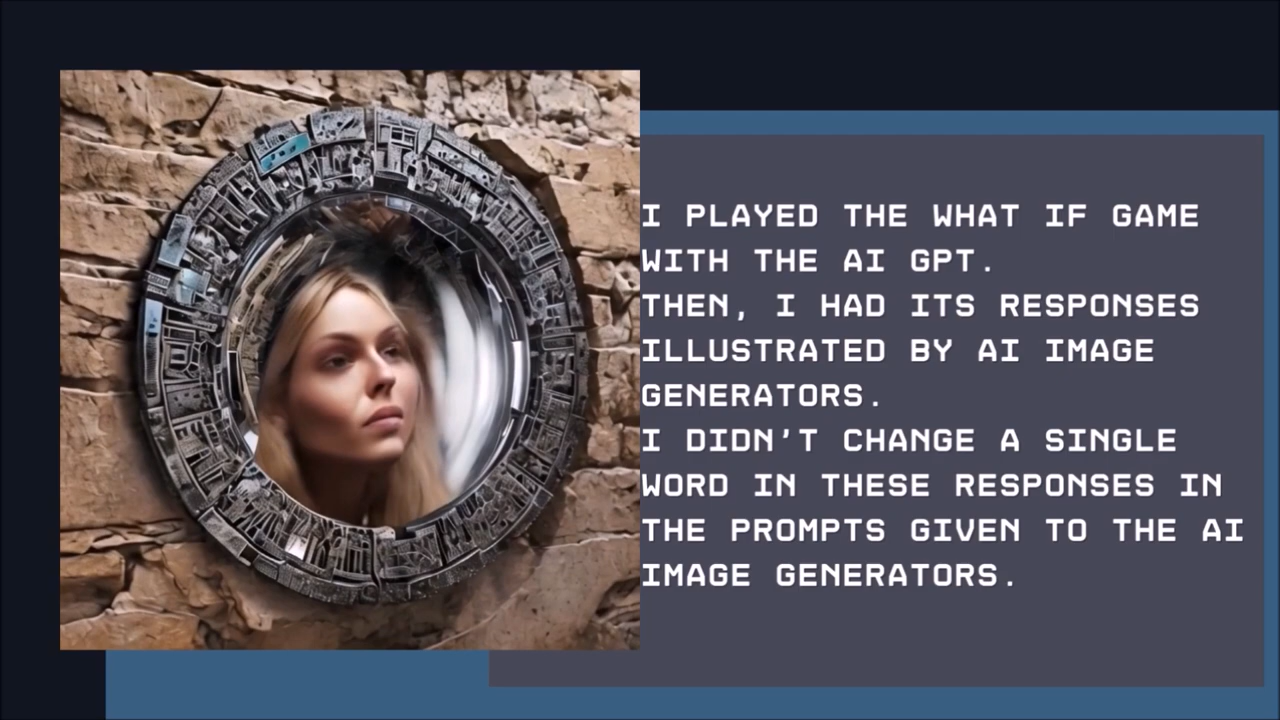 I PLAYED THE WHAT IF GAME
WITH THE AI GPT.
THEN, I HAD ITS RESPONSES
ILLUSTRATED BY AI IMAGE
GENERATORS.
I DIDN'T CHANGE A SINGLE
WORD IN THESE RESPONSES IN
THE PROMPTS GIVEN TO THE AI
IMAGE GENERATORS.